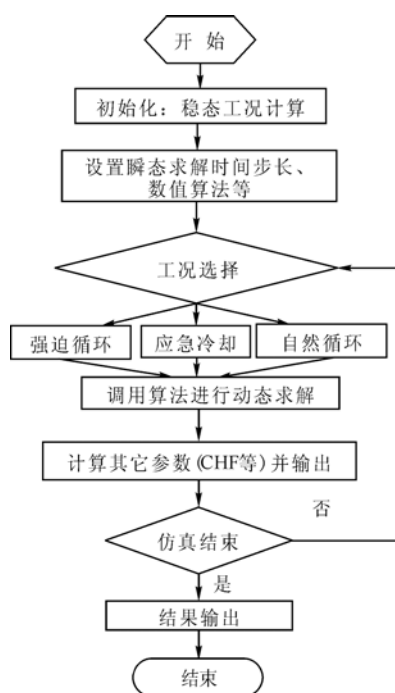 开 始
初始化：稳态工况计算
设置瞬态求解时间步长、
数值算法等
工况选择
强迫循环
应急冷却
自然循环
调用算法进行动态求解
计算其它参数(CHF等)并输出
否
仿真结束
是
结果输出
结束